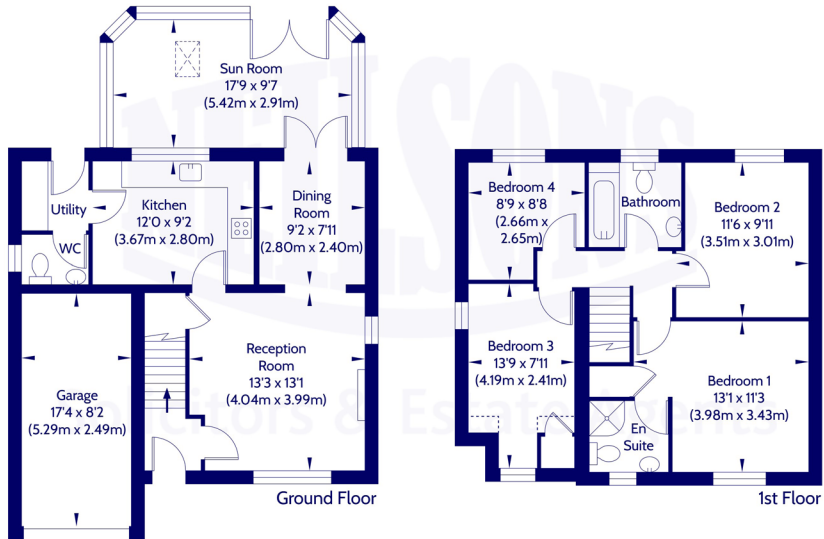 NEILSONS
Solicitors & Estate Agents
Sun Room
17'9 x 9'7
(5.42m x 2.91m)
Utility
WC
Kitchen
12'0 x 9'2
(3.67m x 2.80m)
Dining
Room
9'2 x 7'11
(2.80m x 2.40m)
Garage
17'4 x 8'2
(5.29m x 2.49m)
Reception
Room
13'3 x 13'1
(4.04m x 3.99m)
Ground Floor
Bedroom 4
8'9 x 8'8
(2.66m x
2.65m)
Bathroom
Bedroom 2
11'6 x 9'11
(3.51m x 3.01m)
Bedroom 3
13'9 x 7'11
(4.19m x 2.41m)
Bedroom 1
13'1 x 11'3
(3.98m x 3.43m)
En
Suite
1st Floor